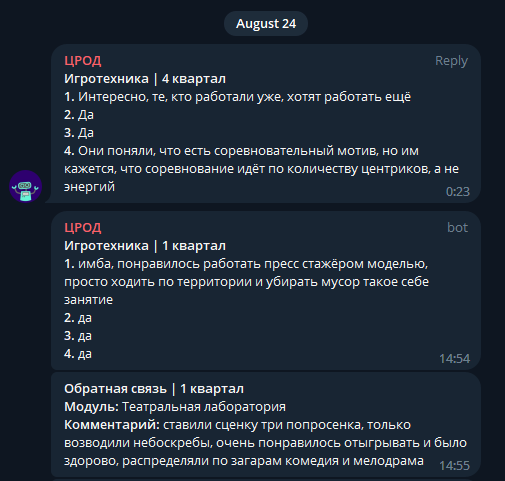 August 24
ЦРОД Reply
Игротехника | 4 квартал
1. Интересно, те, кто работали уже, хотят работать ещё
2. Да
3. Да
4. Они поняли, что есть соревновательный мотив, но им
кажется, что соревнование идёт по количеству центриков, а не
энергий
0:23
ЦРОД bot
Игротехника | 1 квартал
1. имба, понравилось работать пресс стажёром моделью,
просто ходить по территории и убирать мусор такое себе
занятие
2. да
3. да
4. да
14:54
Обратная связь | 1 квартал
Модуль: Театральная лаборатория
Комментарий: ставили сценку три попросенка, только
возводили небоскребы, очень понравилось отыгрывать и было
здорово, распределяли по загарам комедия и мелодрама
14:55